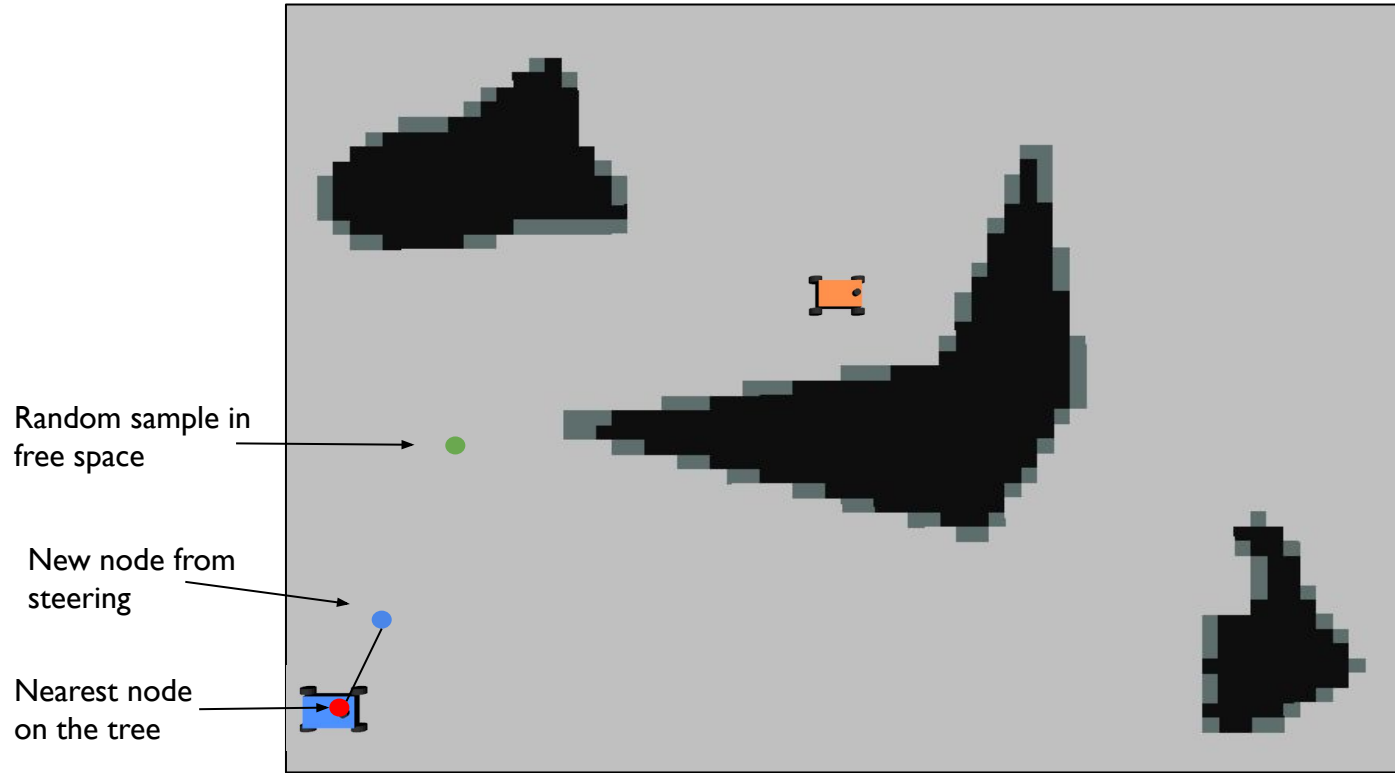 Random sample in
free space
New node from
steering
Nearest node
on the tree